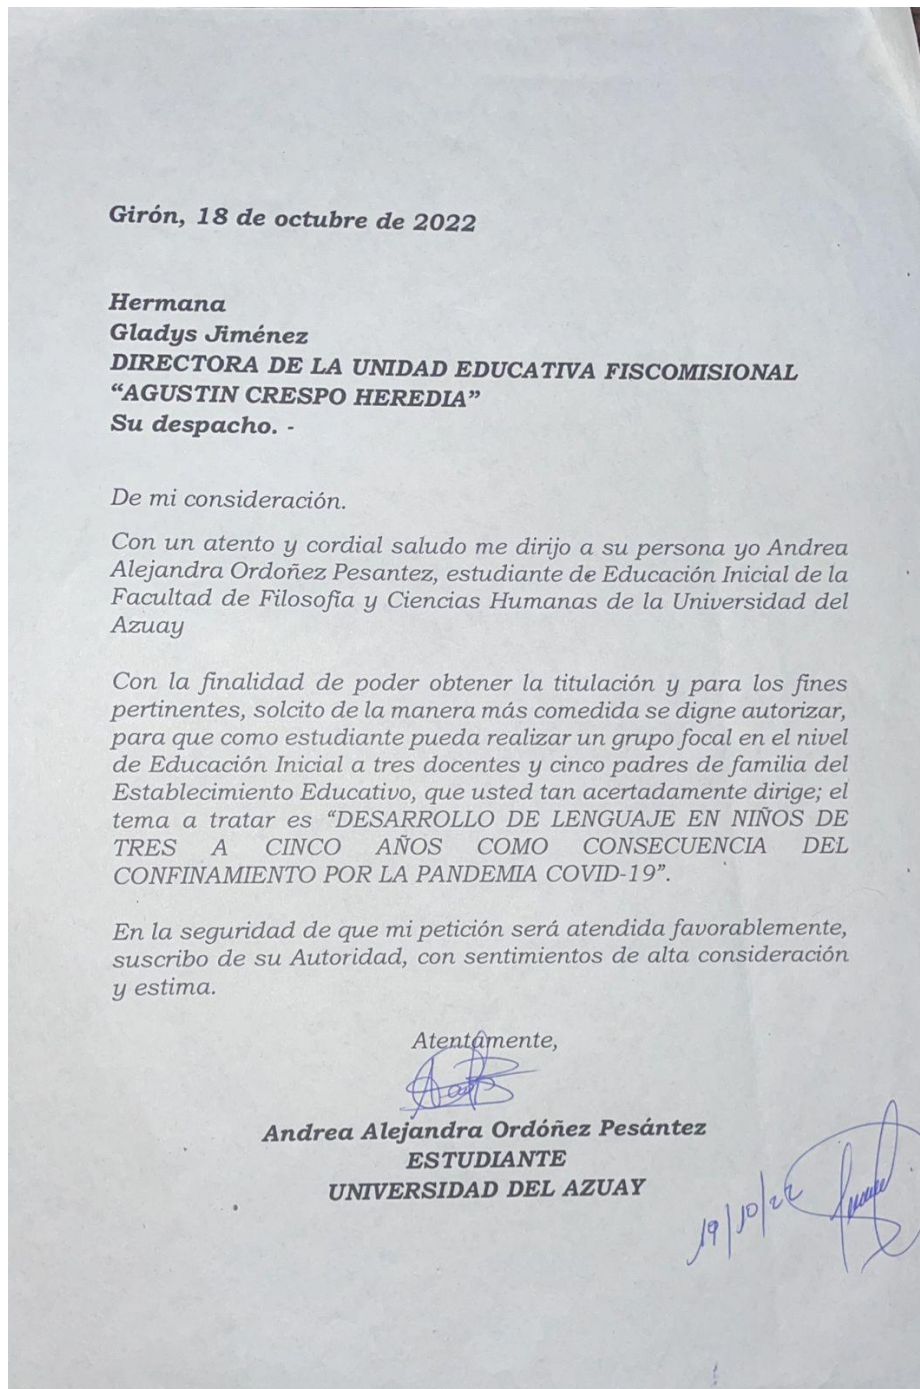 Girón, 18 de octubre de 2022
Hermana
Gladys Jiménez
DIRECTORA DE LA UNIDAD EDUCATIVA FISCOMISIONAL
“AGUSTIN CRESPO HEREDIA”
Su despacho. -
De mi consideración.
Con un atento y cordial saludo me dirijo a su persona yo Andrea
Alejandra Ordoñez Pesantez, estudiante de Educación Inicial de la
Facultad de Filosofía y Ciencias Humanas de la Universidad del
Azuay
Con la finalidad de poder obtener la titulación y para los fines
pertinentes, solcito de la manera más comedida se digne autorizar,
para que como estudiante pueda realizar un grupo focal en el nivel
de Educación Inicial a tres docentes y cinco padres de familia del
Establecimiento Educativo, que usted tan acertadamente dirige; el
tema a tratar es “DESARROLLO DE LENGUAJE EN NIÑOS DE
TRES A CINCO AÑOS COMO CONSECUENCIA DEL
CONFINAMIENTO POR LA PANDEMIA COVID-19”.
En la seguridad de que mi petición será atendida favorablemente,
suscribo de su Autoridad, con sentimientos de alta consideración
y estima.
Atentamente,
Andrea Alejandra Ordóñez Pesántez
ESTUDIANTE
UNIVERSIDAD DEL AZUAY
19/10/22